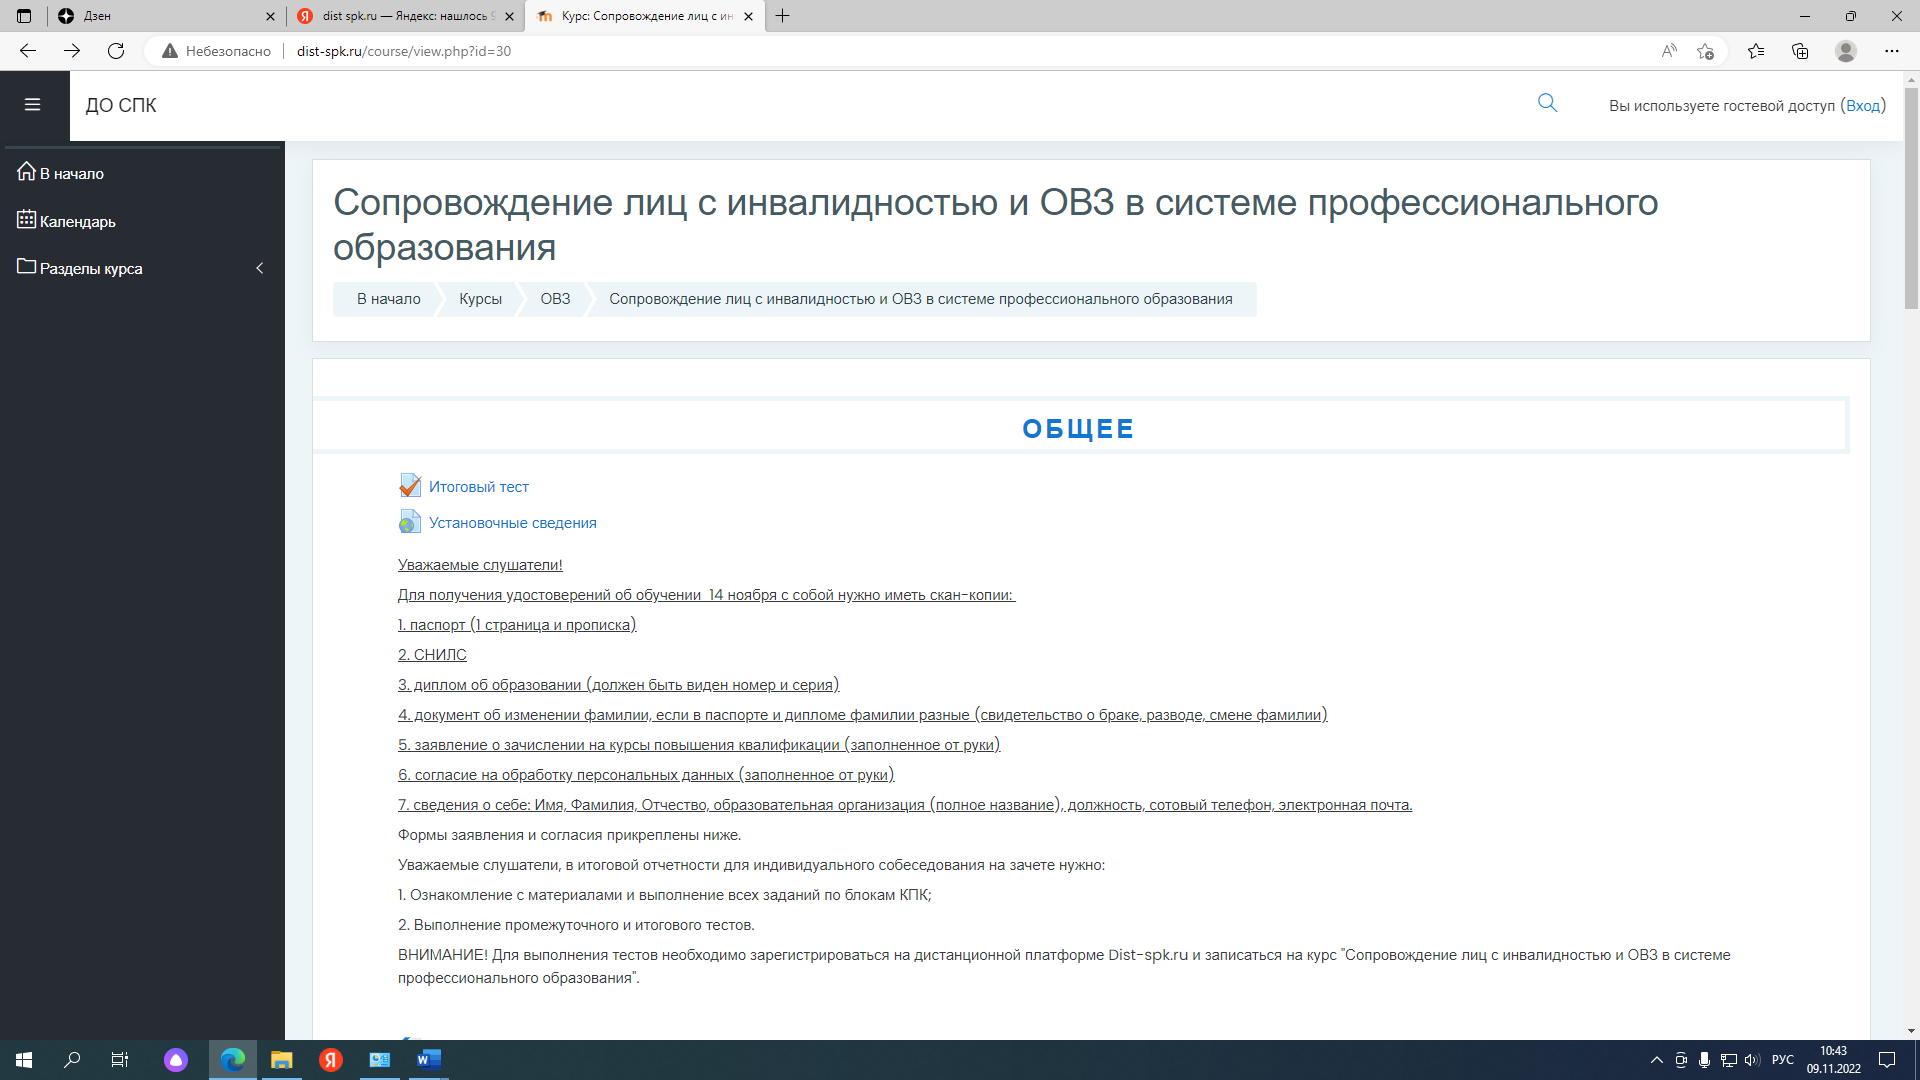 Дзен
dist spk.ru — Яндекс: нашлось
Курс: Сопровождение лиц с ин
Небезопасно
dist-spk.ru/course/view.php?id=30
ДО СПК
Вы используете гостевой доступ (Вход)
В начало
Календарь
Разделы курса
Сопровождение лиц с инвалидностью и ОВЗ в системе профессионального
образования
В начало
Курсы
ОВЗ
Сопровождение лиц с инвалидностью и ОВЗ в системе профессионального образования
ОБЩЕЕ
Итоговый тест
Установочные сведения
Уважаемые слушатели!
Для получения удостоверений об обучении 14 ноября с собой нужно иметь скан-копии:
1. паспорт (1 страница и прописка)
2. СНИЛС
3. диплом об образовании (должен быть виден номер и серия)
4. документ об изменении фамилии, если в паспорте и дипломе фамилии разные (свидетельство о браке, разводе, смене фамилии)
5. заявление о зачислении на курсы повышения квалификации (заполненное от руки)
6. согласие на обработку персональных данных (заполненное от руки)
7. сведения о себе: Имя, Фамилия, Отчество, образовательная организация (полное название), должность, сотовый телефон, электронная почта.
Формы заявления и согласия прикреплены ниже.
Уважаемые слушатели, в итоговой отчетности для индивидуального собеседования на зачете нужно:
1. Ознакомление с материалами и выполнение всех заданий по блокам КПК;
2. Выполнение промежуточного и итогового тестов.
ВНИМАНИЕ! Для выполнения тестов необходимо зарегистрироваться на дистанционной платформе Dist-spk.ru и записаться на курс "Сопровождение лиц с инвалидностью и ОВЗ в системе
профессионального образования".
РУС
10:43
09.11.2022